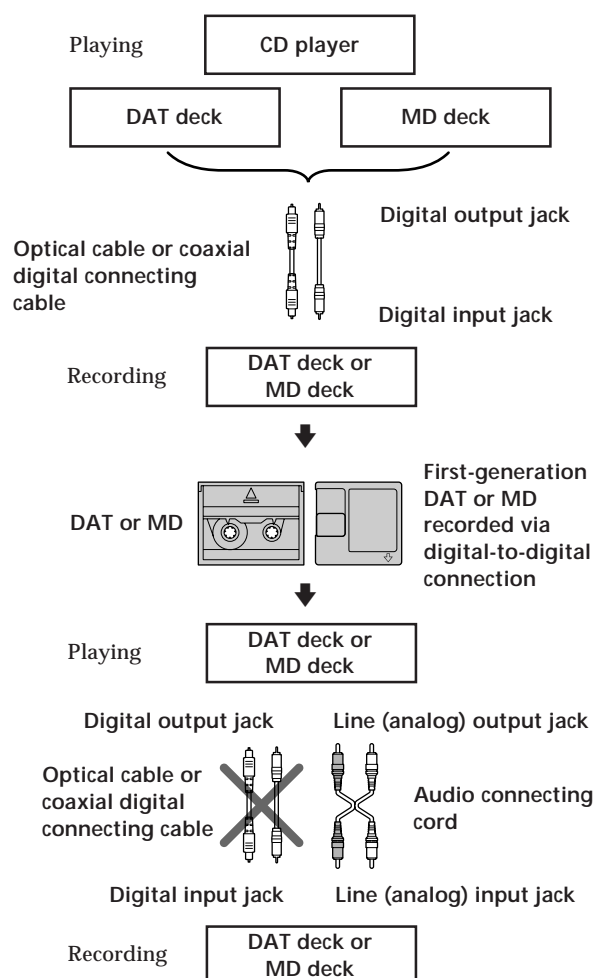 Playing
CD player
DAT deck
MD deck
Digital output jack
Optical cable or coaxial
digital connecting
cable
Digital input jack
Recording
DAT deck or
MD deck
DAT or MD
First-generation
DAT or MD
recorded via
digital-to-digital
connection
Playing
DAT deck or
MD deck
Digital output jack
Line (analog) output jack
Optical cable or
coaxial digital
connecting cable
Audio connecting
cord
Digital input jack
Line (analog) input jack
Recording
DAT deck or
MD deck